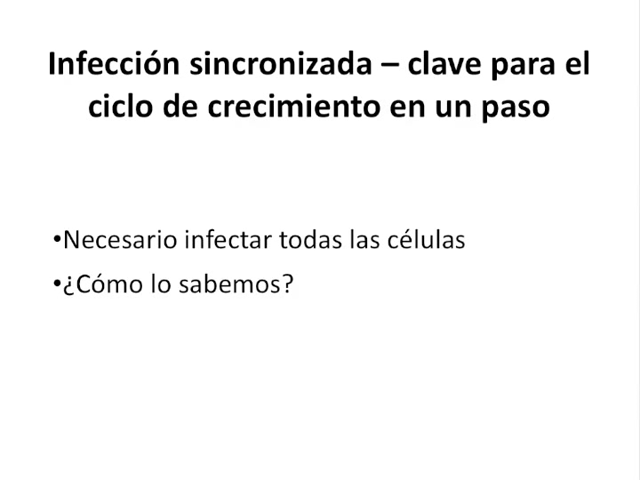 Infección sincronizada – clave para el
ciclo de crecimiento en un paso
•Necesario infectar todas las células
•¿Cómo lo sabemos?